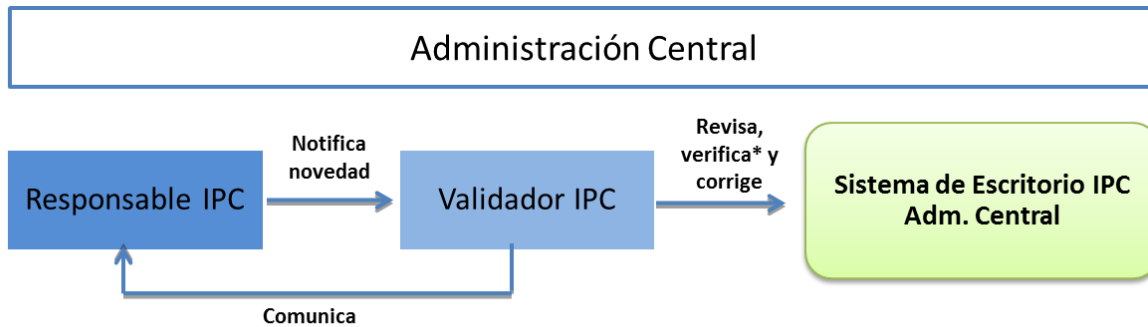 Administración Central
Notifica
novedad
Revisa,
verifica* y
corrige
Responsable IPC
Validador IPC
Sistema de Escritorio IPC
Adm. Central
Comunica